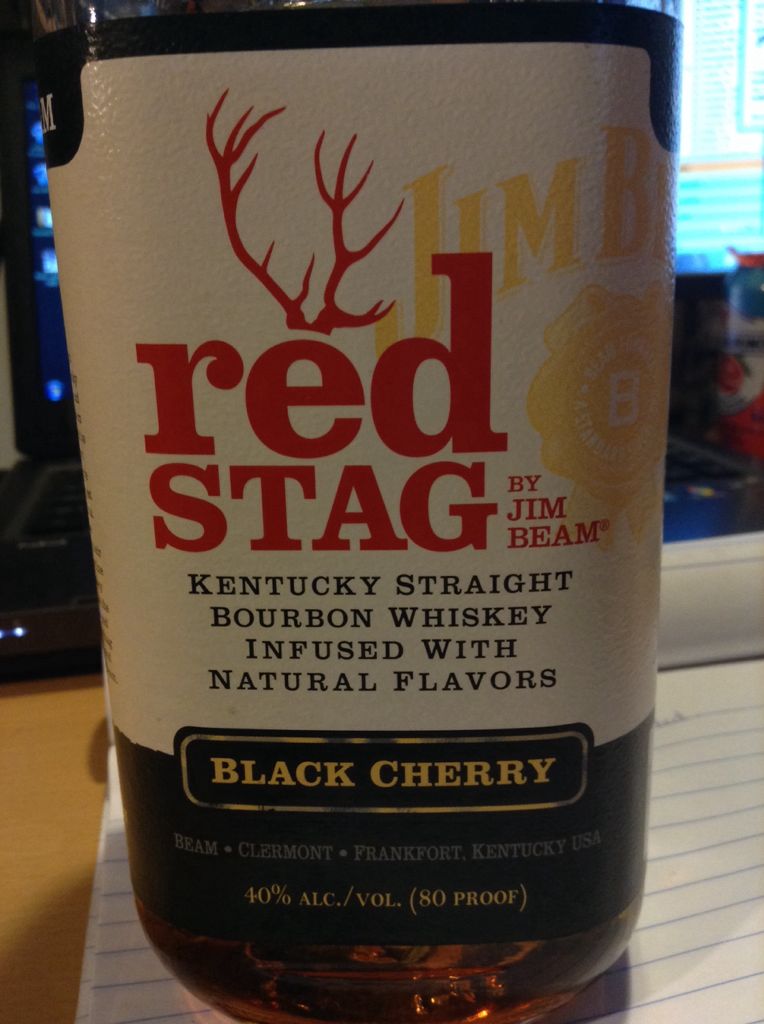 M
JIM B
red
STAG
BY
JIM
BEAM®
KENTUCKY STRAIGHT
BOURBON WHISKEY
INFUSED WITH
NATURAL FLAVORS
BLACK CHERRY
BEAM • CLERMONT • FRANKFORT, KENTUCKY USA
40% ALC./VOL. (80 PROOF)
B